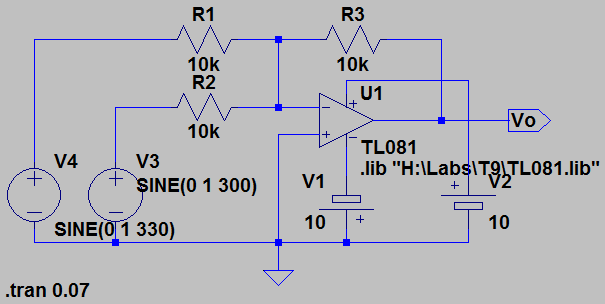 R1
R3
10k
10k
R2
U1
10k
Vo
TL081
.lib "H:\Labs\T9\TL081.lib"
V4
V3
V1
V2
SINE(0 1 300)
10
10
SINE(0 1 330)
.tran 0.07